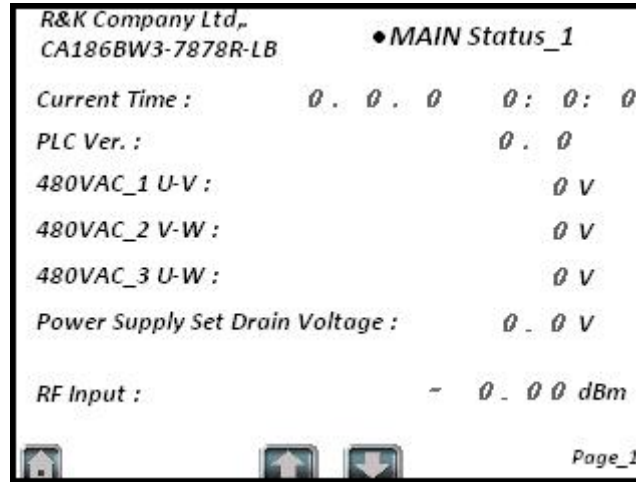 R&K Company Ltd,.
CA186BW3-7878R-LB
●MAIN Status_1
Current Time : 0. 0. 0 0: 0: 0
PLC Ver. : 0. 0
480VAC_1 U-V : 0 V
480VAC_2 V-W : 0 V
480VAC_3 U-W : 0 V
Power Supply Set Drain Voltage : 0. 0 V
RF Input : - 0. 0 0 dBm
Page_1